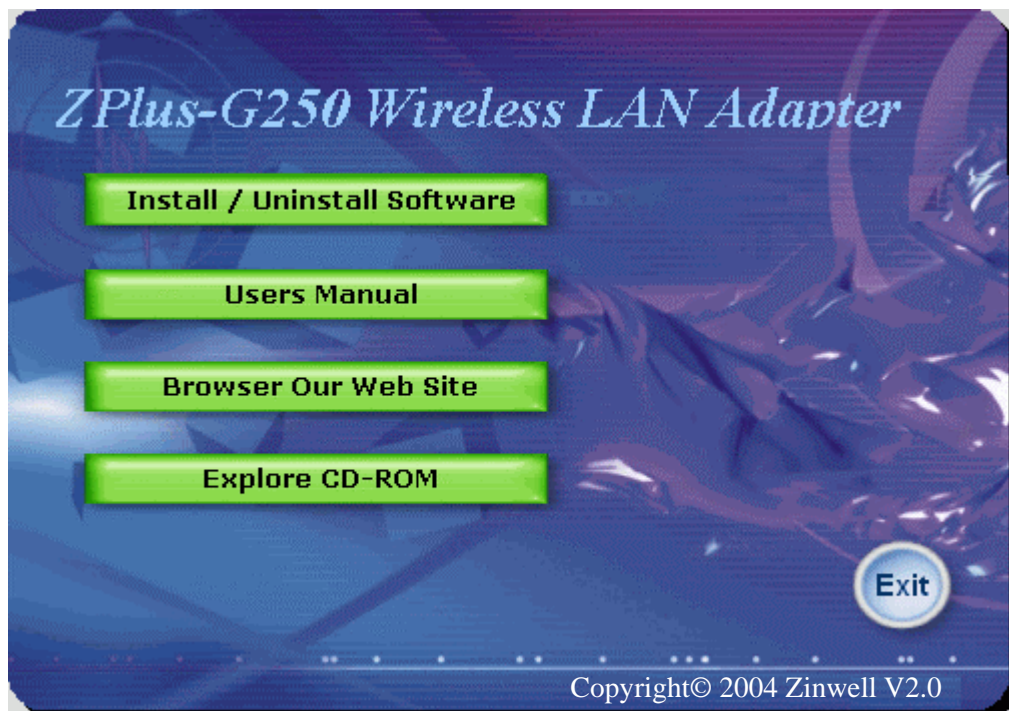 ZPlus-G250 Wireless LAN Adapter
Install / Uninstall Software
Users Manual
Browser Our Web Site
Explore CD-ROM
Exit
Copyright© 2004 Zinwell V2.0